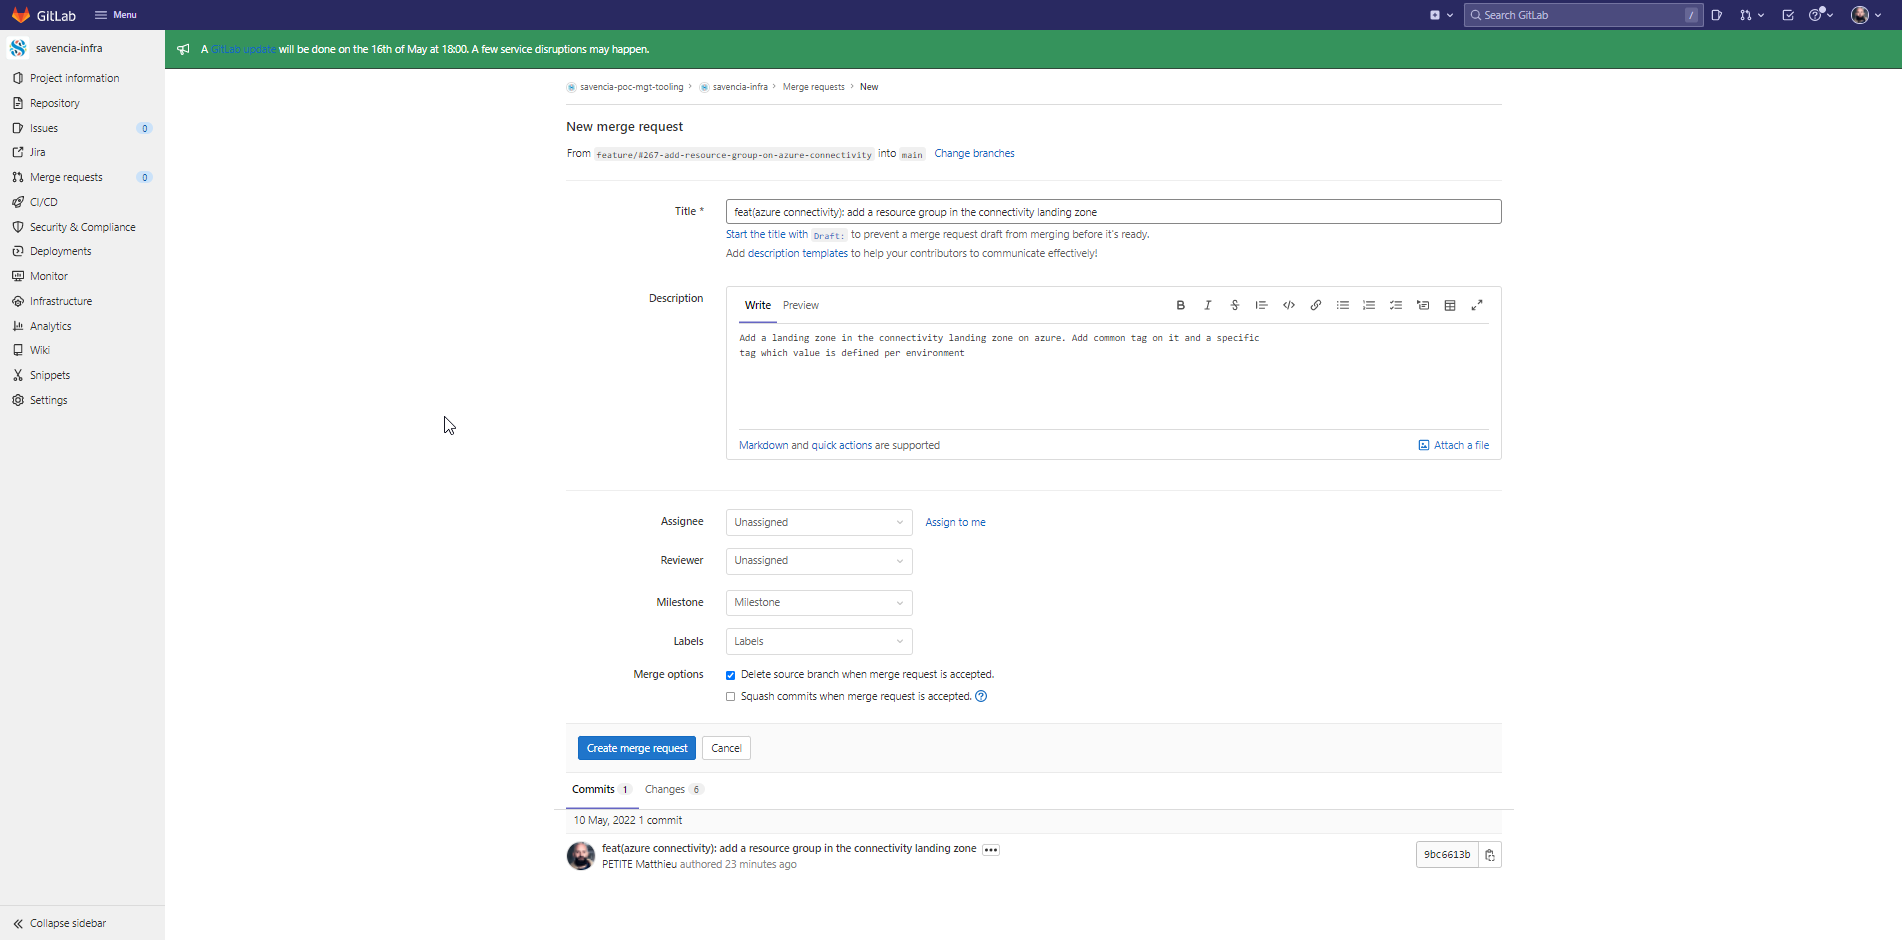 GitLab
Menu
Search GitLab
/
savencia-infra
Project information
Repository
Issues 0
Jira
Merge requests 0
CI/CD
Security & Compliance
Deployments
Monitor
Infrastructure
Analytics
Wiki
Snippets
Settings
Collapse sidebar
A GitLab update will be done on the 16th of May at 18:00. A few service disruptions may happen.
savencia-poc-mgt-tooling > savencia-infra > Merge requests > New
New merge request
From feature/#267-add-resource-group-on-azure-connectivity into main Change branches
Title *
feat(azure connectivity): add a resource group in the connectivity landing zone
Start the title with Draft: to prevent a merge request draft from merging before it's ready.
Add description templates to help your contributors to communicate effectively!
Description
Write Preview
Add a landing zone in the connectivity landing zone on azure. Add common tag on it and a specific
tag which value is defined per environment
Markdown and quick actions are supported
Attach a file
Assignee
Unassigned
Assign to me
Reviewer
Unassigned
Milestone
Milestone
Labels
Labels
Merge options
Delete source branch when merge request is accepted.
Squash commits when merge request is accepted.
Create merge request
Cancel
Commits 1 Changes 6
10 May, 2022 1 commit
feat(azure connectivity): add a resource group in the connectivity landing zone
PETITE Matthieu authored 23 minutes ago
9bc6613b